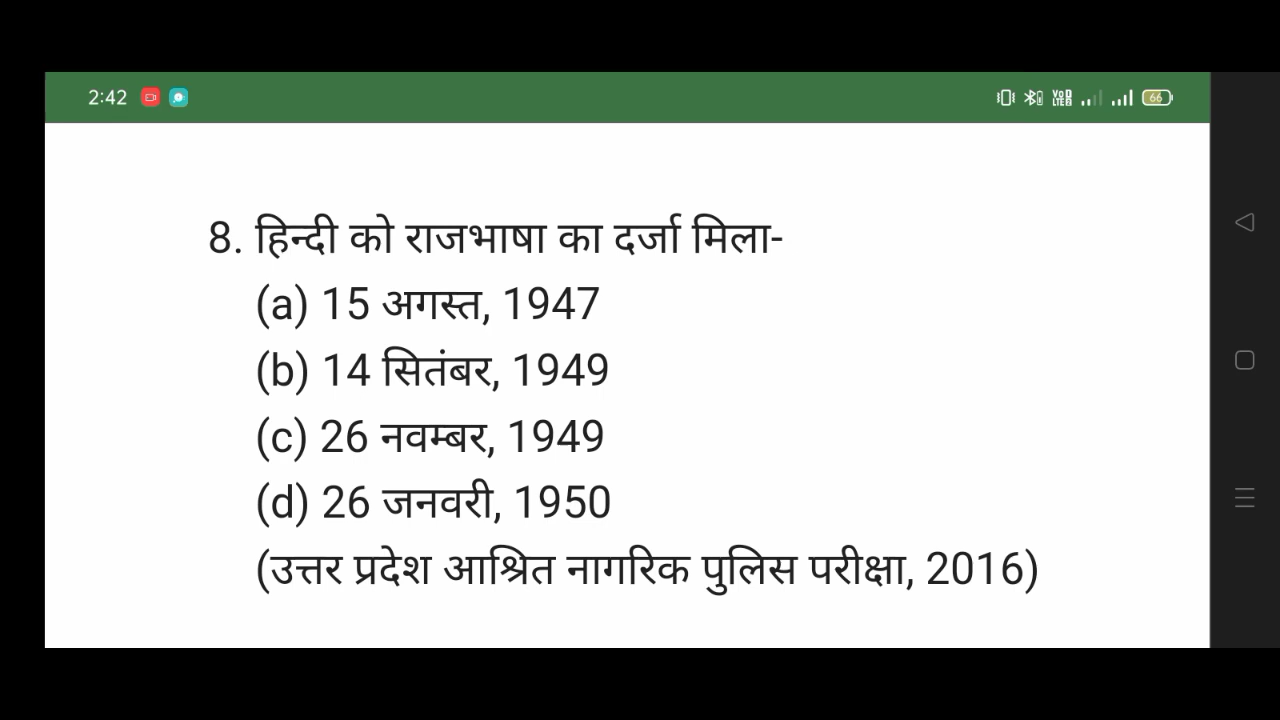 2:42
66
8. हिन्दी को राजभाषा का दर्जा मिला-
(a) 15 अगस्त, 1947
(b) 14 सितंबर, 1949
(c) 26 नवम्बर, 1949
(d) 26 जनवरी, 1950
(उत्तर प्रदेश आश्रित नागरिक पुलिस परीक्षा, 2016)